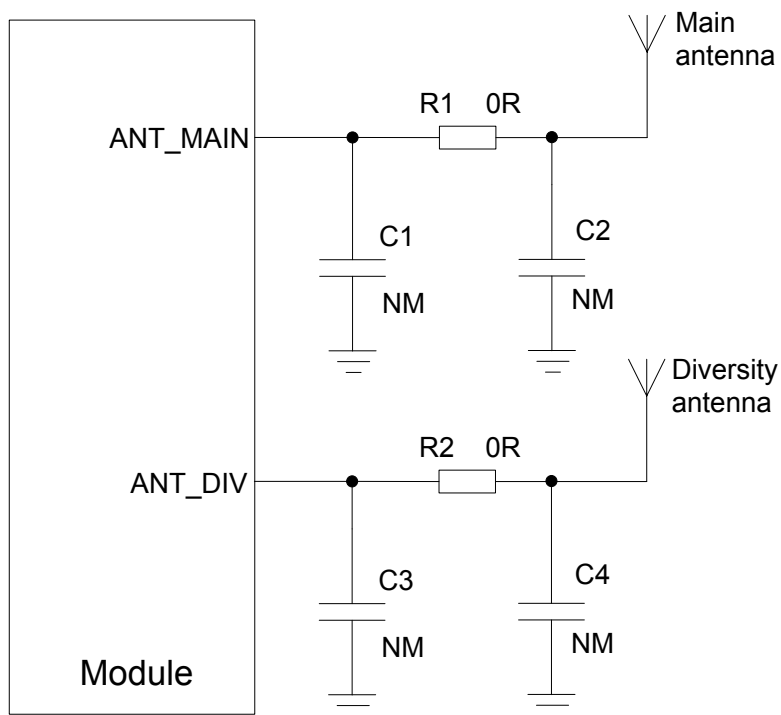 Main
antenna
R1 0R
ANT_MAIN
C1
C2
NM
NM
Diversity
antenna
R2 0R
ANT_DIV
C3
C4
NM
NM
Module